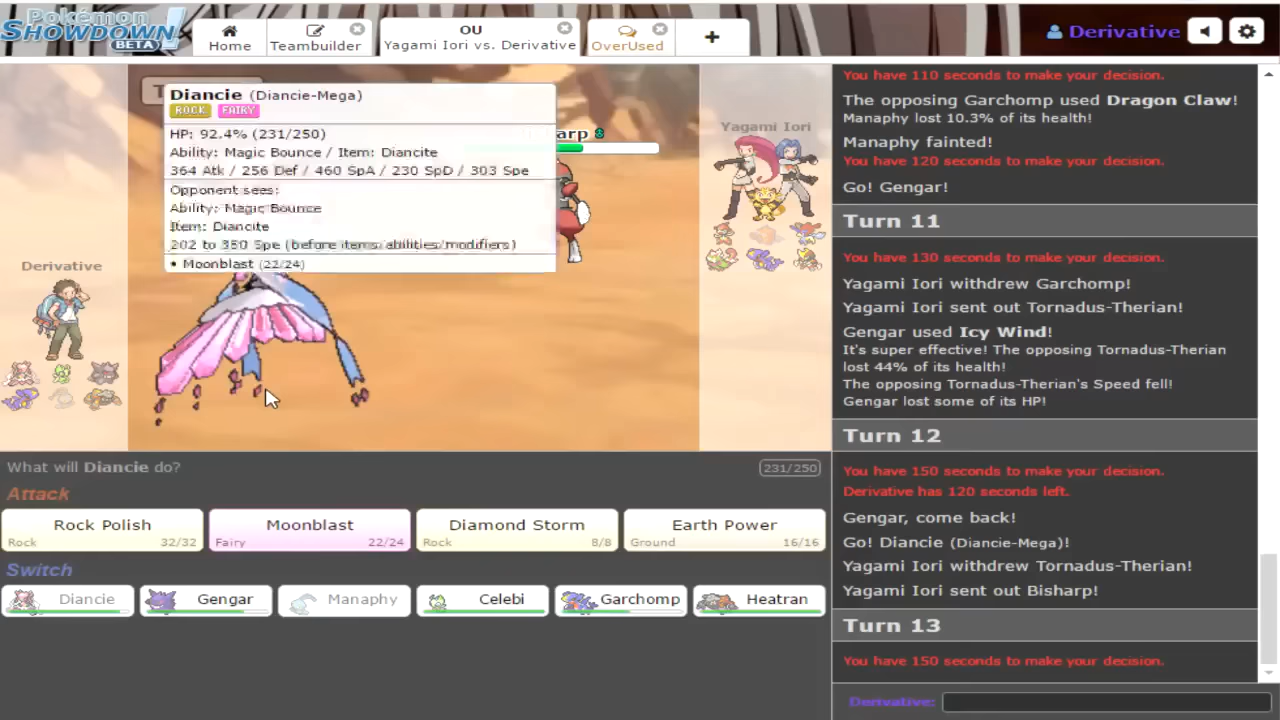 Pokémon
SHOWDOWN
BETA
Home
Teambuilder
OU
Yagami Iori vs. Derivative
OverUsed
+
Derivative
Diancie (Diancie-Mega)
ROCK FAIRY
HP: 92.4% (231/250)
Ability: Magic Bounce / Item: Diancite
364 Atk / 256 Def / 460 SpA / 230 SpD / 303 Spe
Opponent sees:
Ability: Magic Bounce
Item: Diancite
202 to 350 Spe (before items/abilities/modifiers)
• Moonblast (22/24)
arp
Yagami Iori
Derivative
What will Diancie do?
231/250
Attack
Rock Polish
Rock 32/32
Moonblast
Fairy 22/24
Diamond Storm
Rock 8/8
Earth Power
Ground 16/16
Switch
Diancie
Gengar
Manaphy
Celebi
Garchomp
Heatran
You have 110 seconds to make your decision.
The opposing Garchomp used Dragon Claw!
Manaphy lost 10.3% of its health!
Manaphy fainted!
You have 120 seconds to make your decision.
Go! Gengar!
Turn 11
You have 130 seconds to make your decision.
Yagami Iori withdrew Garchomp!
Yagami Iori sent out Tornadus-Therian!
Gengar used Icy Wind!
It's super effective! The opposing Tornadus-Therian
lost 44% of its health!
The opposing Tornadus-Therian's Speed fell!
Gengar lost some of its HP!
Turn 12
You have 150 seconds to make your decision.
Derivative has 120 seconds left.
Gengar, come back!
Go! Diancie (Diancie-Mega)!
Yagami Iori withdrew Tornadus-Therian!
Yagami Iori sent out Bisharp!
Turn 13
You have 150 seconds to make your decision.
Derivative: